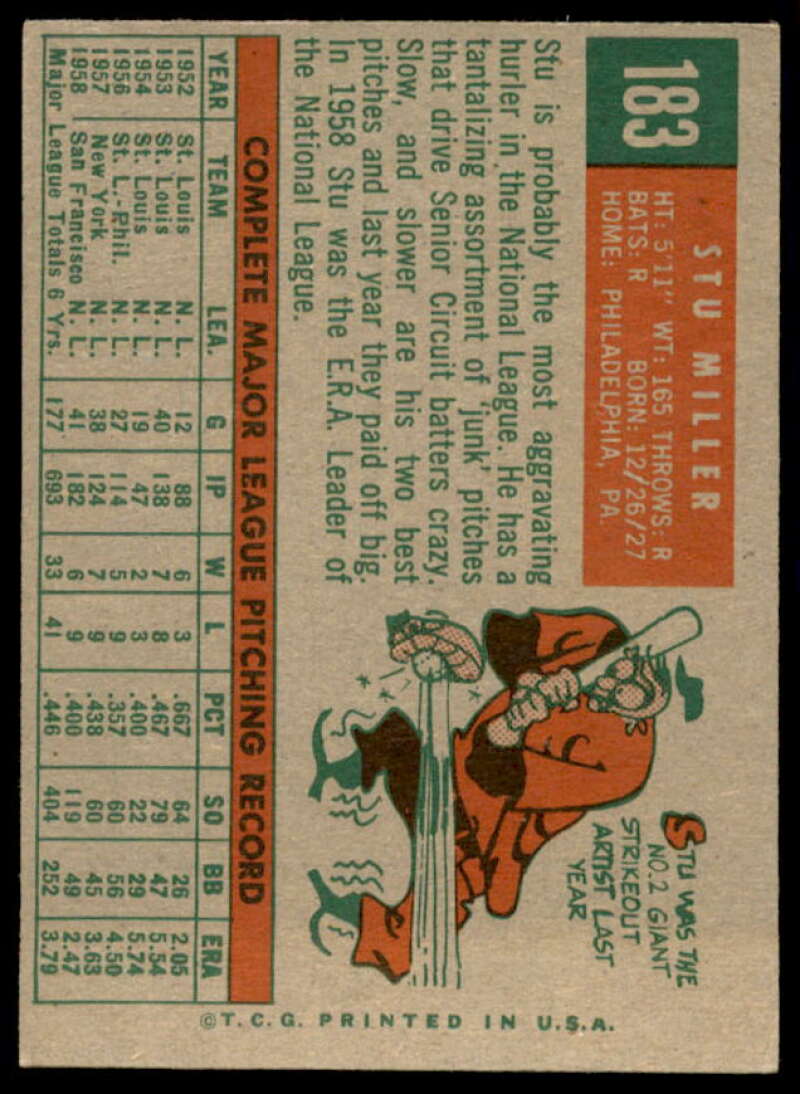 183
STU MILLER
HT: 5'11" WT: 165 THROWS: R
BATS: R BORN: 12/26/27
HOME: PHILADELPHIA, PA.
Stu is probably the most aggravating
hurler in the National League. He has a
tantalizing assortment of 'junk' pitches
that drive Senior Circuit batters crazy.
Slow, and slower are his two best
pitches and last year they paid off big.
In 1958 Stu was the E.R.A. Leader of
the National League.
STU WAS THE
NO.2 GIANT
STRIKEOUT
ARTIST LAST
YEAR
COMPLETE MAJOR LEAGUE PITCHING RECORD
YEAR TEAM LEA. G IP W L PCT SO BB ERA
1952 St. Louis N. L. 12 88 6 3 .667 64 26 2.05
1953 St. Louis N. L. 40 138 7 8 .467 79 47 5.54
1954 St. Louis N. L. 19 47 2 3 .400 22 29 5.74
1956 St. L.-Phil. N. L. 27 114 5 9 .357 60 56 4.50
1957 New York N. L. 38 124 7 9 .438 60 45 3.63
1958 San Francisco N. L. 41 182 6 9 .400 119 49 2.47
Major League Totals 6 Yrs. 177 693 33 41 .446 404 252 3.79
©T.C.G. PRINTED IN U.S.A.